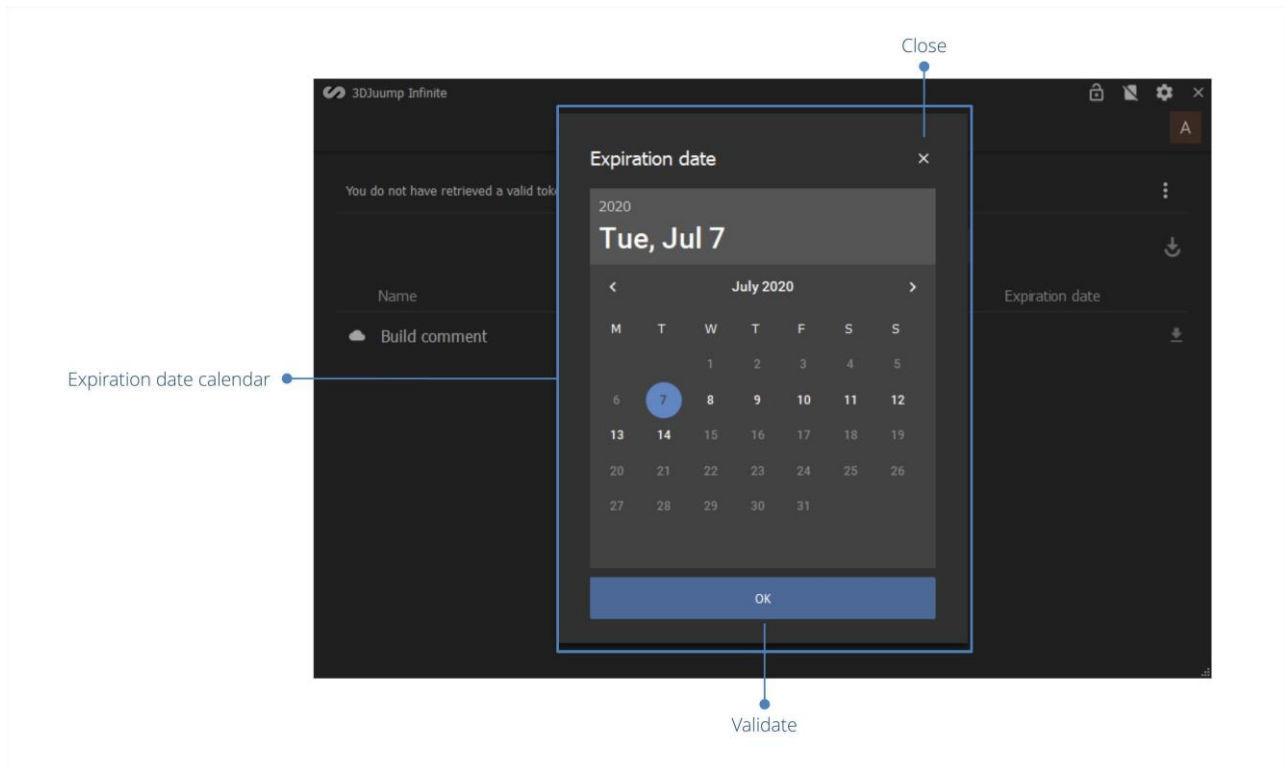 Close
3DJuump Infinite
A
Expiration date
You do not have retrieved a valid tok
2020
Tue, Jul 7
July 2020
Name
Expiration date
M T W T F S S
Build comment
1 2 3 4 5
Expiration date calendar
6 7 8 9 10 11 12
13 14 15 16 17 18 19
20 21 22 23 24 25 26
27 28 29 30 31
OK
Validate